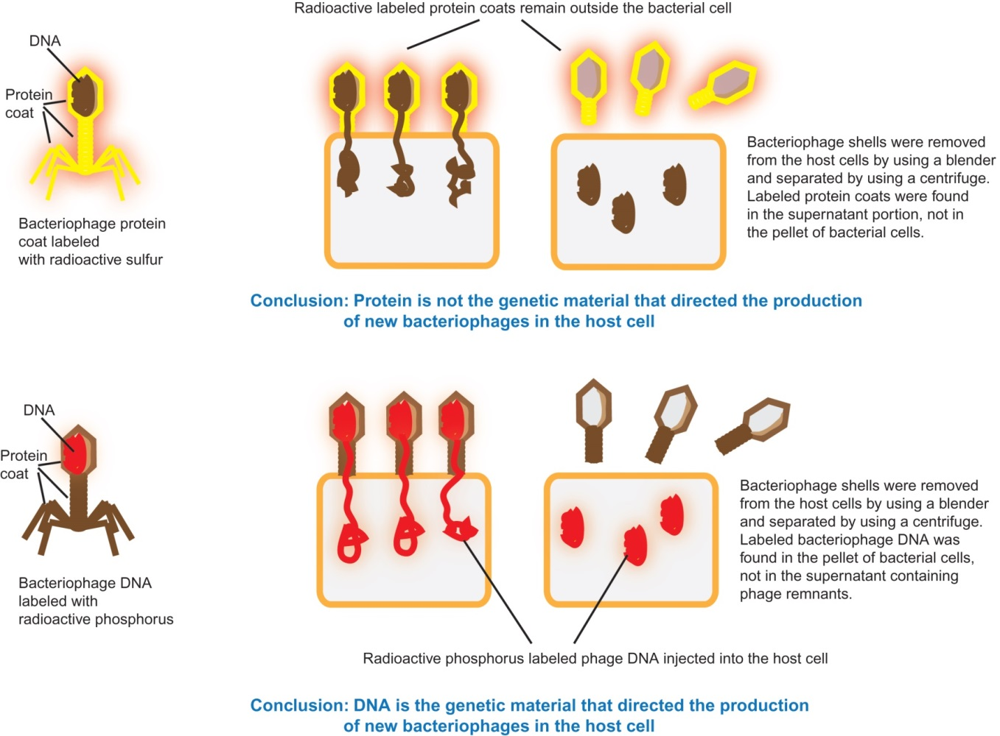 Radioactive labeled protein coats remain outside the bacterial cell
DNA
Protein
coat
Bacteriophage protein
coat labeled
with radioactive sulfur
Bacteriophage shells were removed
from the host cells by using a blender
and separated by using a centrifuge.
Labeled protein coats were found
in the supernatant portion, not in
the pellet of bacterial cells.
Conclusion: Protein is not the genetic material that directed the production
of new bacteriophages in the host cell
DNA
Protein
coat
Bacteriophage DNA
labeled with
radioactive phosphorus
Bacteriophage shells were removed
from the host cells by using a blender
and separated by using a centrifuge.
Labeled bacteriophage DNA was
found in the pellet of bacterial cells,
not in the supernatant containing
phage remnants.
Radioactive phosphorus labeled phage DNA injected into the host cell
Conclusion: DNA is the genetic material that directed the production
of new bacteriophages in the host cell